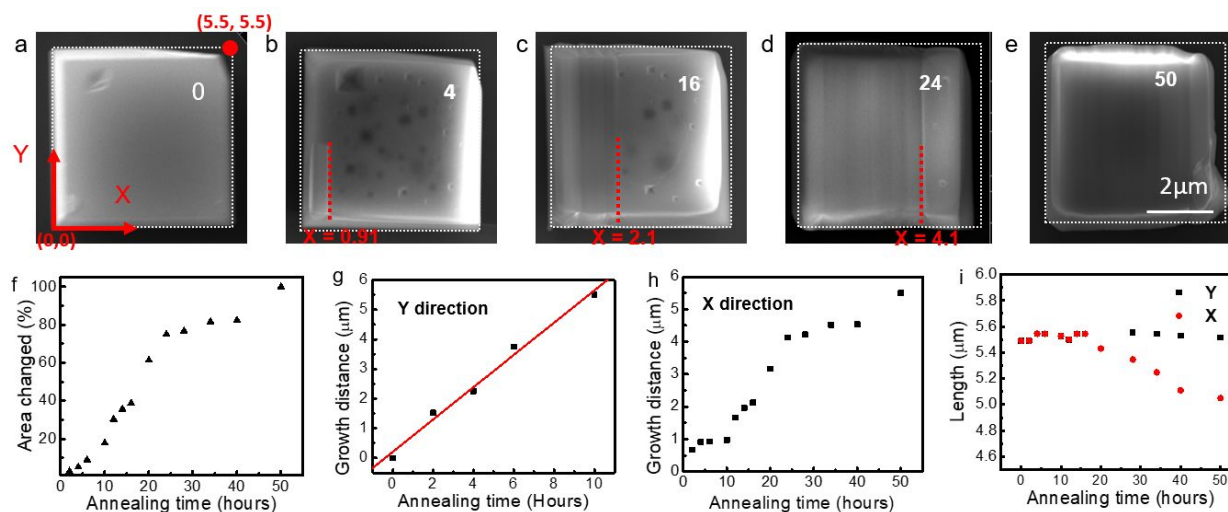 a
(5.5, 5.5)
0
Y
X
(0,0)
b
4
X = 0.91
c
16
X = 2.1
d
24
X = 4.1
e
50
2μm
f
Area changed (%)
100
80
60
40
20
0 10 20 30 40 50
Annealing time (hours)
g
Y direction
Growth distance (μm)
6
5
4
3
2
1
0
0 2 4 6 8 10
Annealing time (Hours)
h
X direction
Growth distance (μm)
6
5
4
3
2
1
0
0 10 20 30 40 50
Annealing time (hours)
i
Y
X
Length (μm)
6.0
5.8
5.6
5.4
5.2
5.0
4.8
4.6
0 10 20 30 40 50
Annealing time (hours)